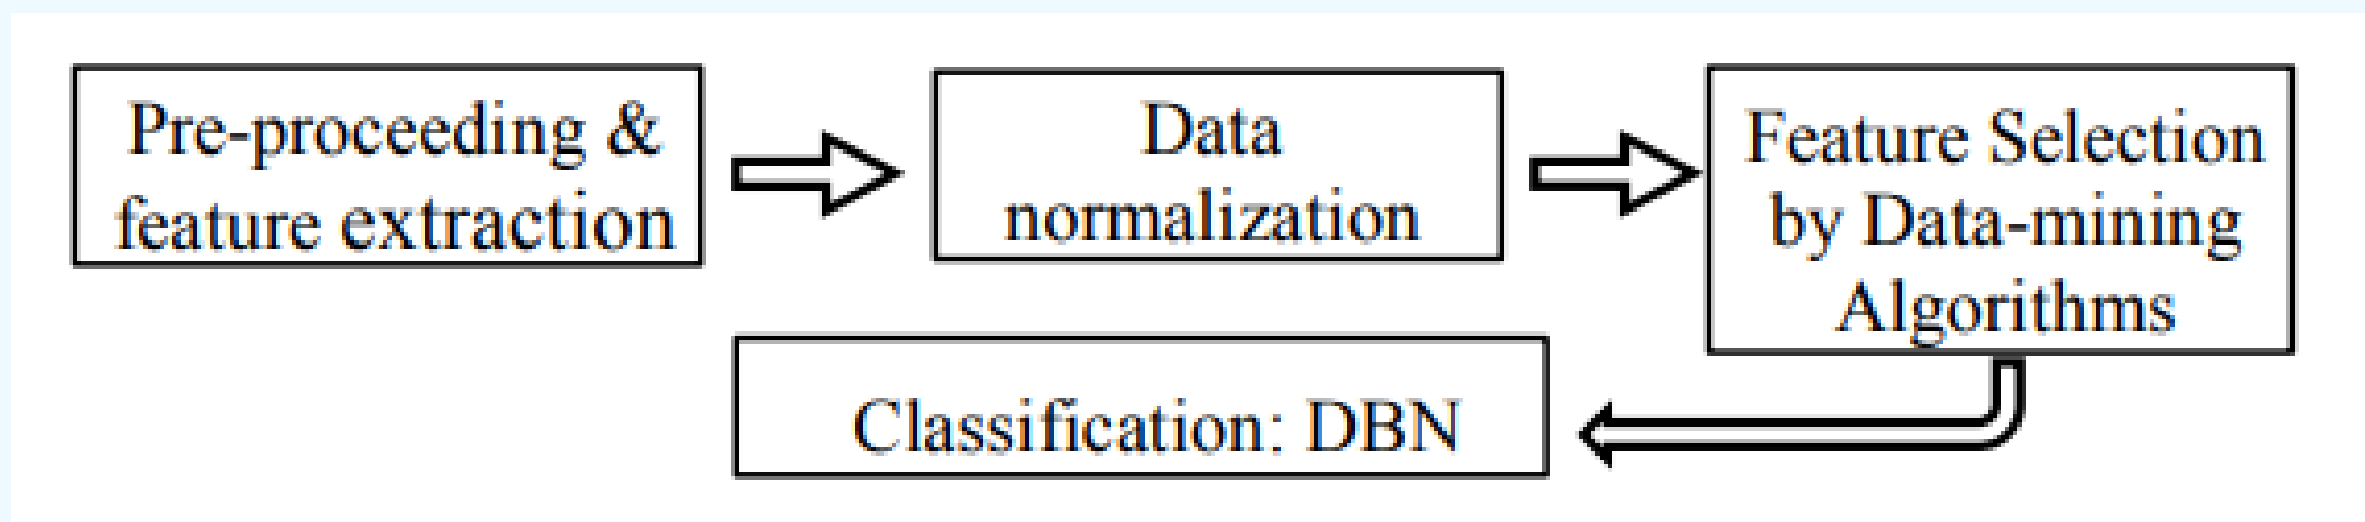 Pre-proceeding &
feature extraction
Data
normalization
Feature Selection
by Data-mining
Algorithms
Classification: DBN